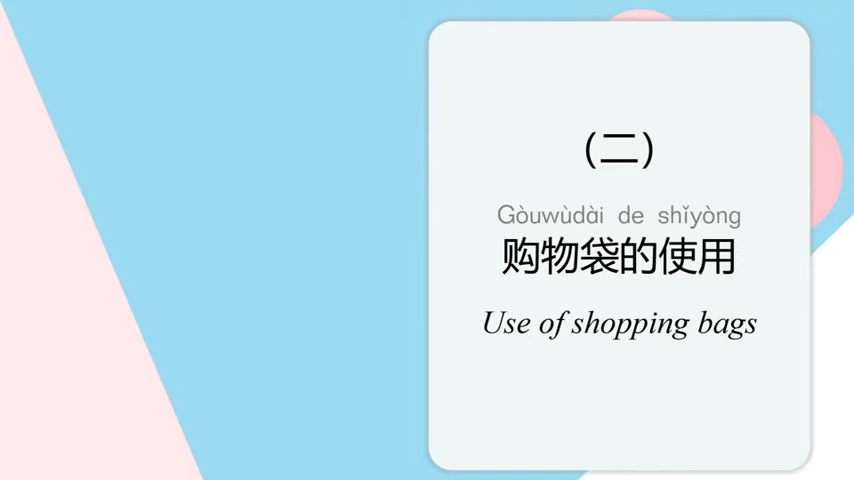 （二）
Gòuwùdài de shǐyòng
购物袋的使用
Use of shopping bags